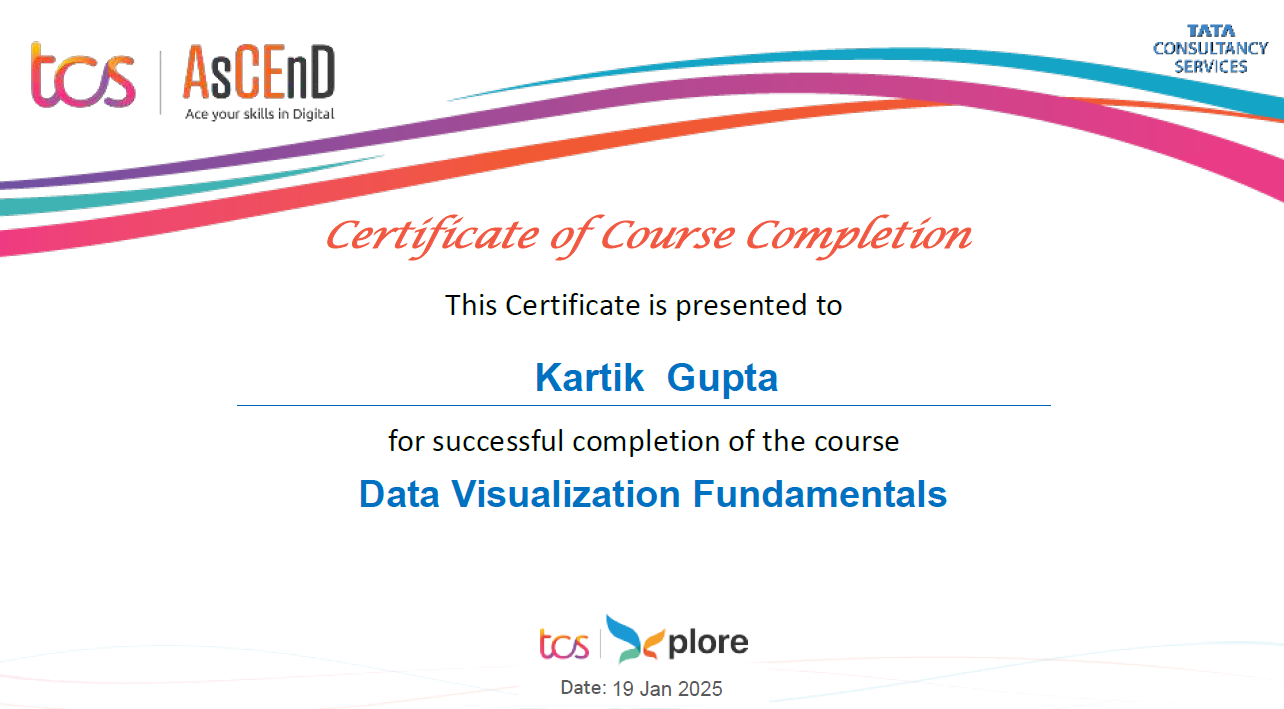 tcs
AsCEnD
Ace your skills in Digital
TATA
CONSULTANCY
SERVICES
Certificate of Course Completion
This Certificate is presented to
Kartik Gupta
for successful completion of the course
Data Visualization Fundamentals
tcs Xplore
Date: 19 Jan 2025